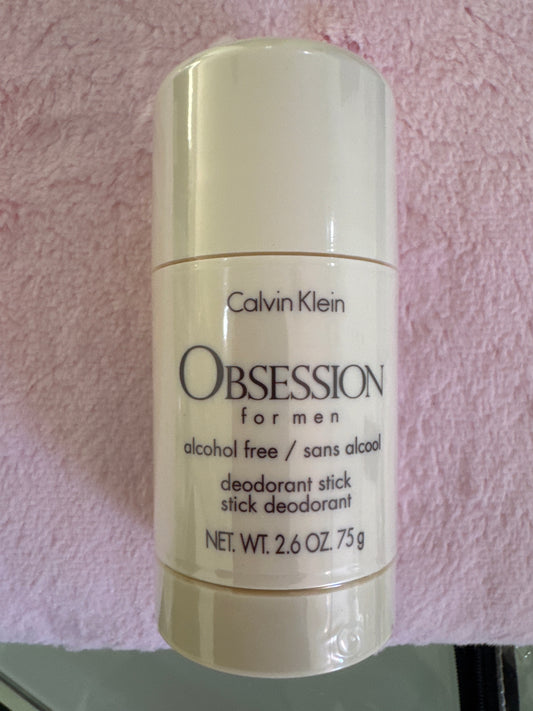 Calvin Klein
OBSESSION
for men
alcohol free / sans alcool
deodorant stick
stick deodorant
NET. WT. 2.6 OZ. 75 g